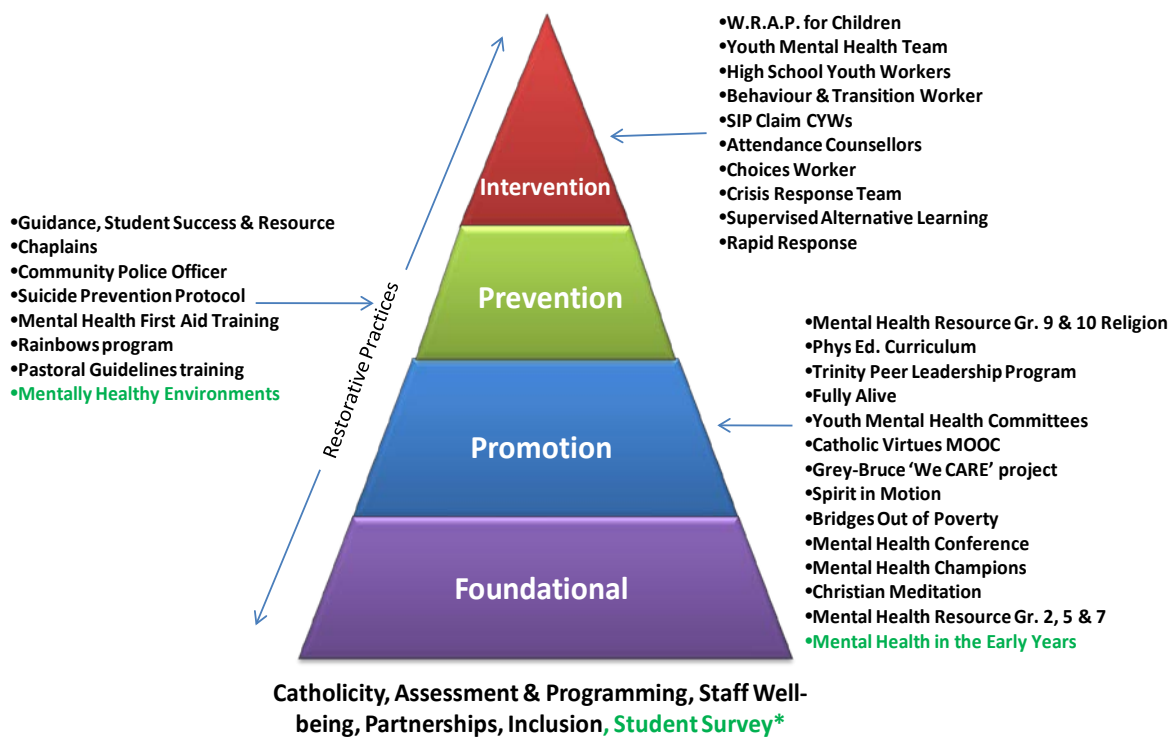 •W.R.A.P. for Children
•Youth Mental Health Team
•High School Youth Workers
•Behaviour & Transition Worker
•SIP Claim CYWs
•Attendance Counsellors
•Choices Worker
•Crisis Response Team
•Supervised Alternative Learning
•Rapid Response
Intervention
•Guidance, Student Success & Resource
•Chaplains
•Community Police Officer
•Suicide Prevention Protocol
•Mental Health First Aid Training
•Rainbows program
•Pastoral Guidelines training
•Mentally Healthy Environments
Restorative Practices
Prevention
•Mental Health Resource Gr. 9 & 10 Religion
•Phys Ed. Curriculum
•Trinity Peer Leadership Program
•Fully Alive
•Youth Mental Health Committees
•Catholic Virtues MOOC
•Grey-Bruce ‘We CARE’ project
•Spirit in Motion
•Bridges Out of Poverty
•Mental Health Conference
•Mental Health Champions
•Christian Meditation
•Mental Health Resource Gr. 2, 5 & 7
•Mental Health in the Early Years
Promotion
Foundational
Catholicity, Assessment & Programming, Staff Well-
being, Partnerships, Inclusion, Student Survey*